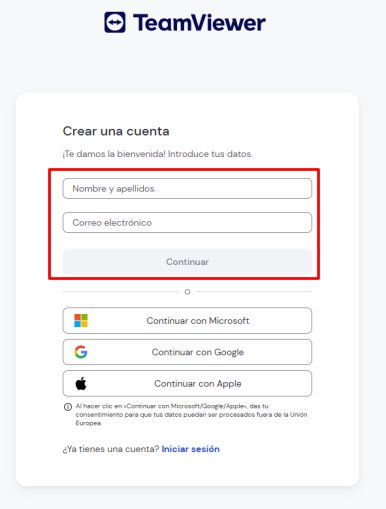 TeamViewer
Crear una cuenta
¡Te damos la bienvenida! Introduce tus datos.
Nombre y apellidos
Correo electrónico
Continuar
o
Continuar con Microsoft
Continuar con Google
Continuar con Apple
Al hacer clic en «Continuar con Microsoft/Google/Apple», das tu
consentimiento para que tus datos puedan ser procesados fuera de la Unión
Europea.
¿Ya tienes una cuenta? Iniciar sesión